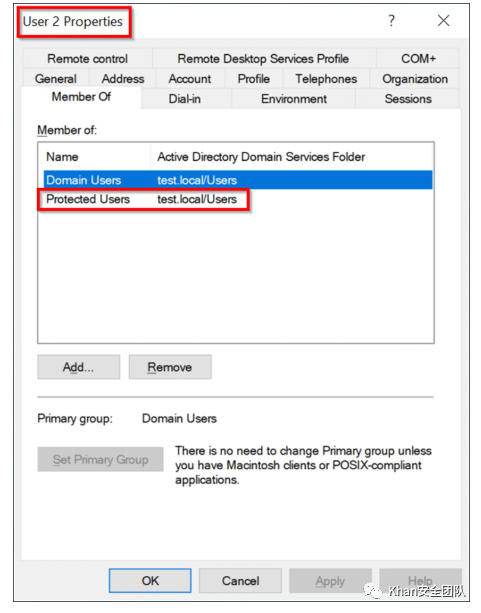 User 2 Properties
?
Remote control
Remote Desktop Services Profile
COM+
General
Address
Account
Profile
Telephones
Organization
Member Of
Dial-in
Environment
Sessions
Member of:
Name
Active Directory Domain Services Folder
Domain Users
test.local/Users
Protected Users
test.local/Users
Add...
Remove
Primary group:
Domain Users
Set Primary Group
There is no need to change Primary group unless
you have Macintosh clients or POSIX-compliant
applications.
OK
Cancel
Apply
Help
Khan安全团队